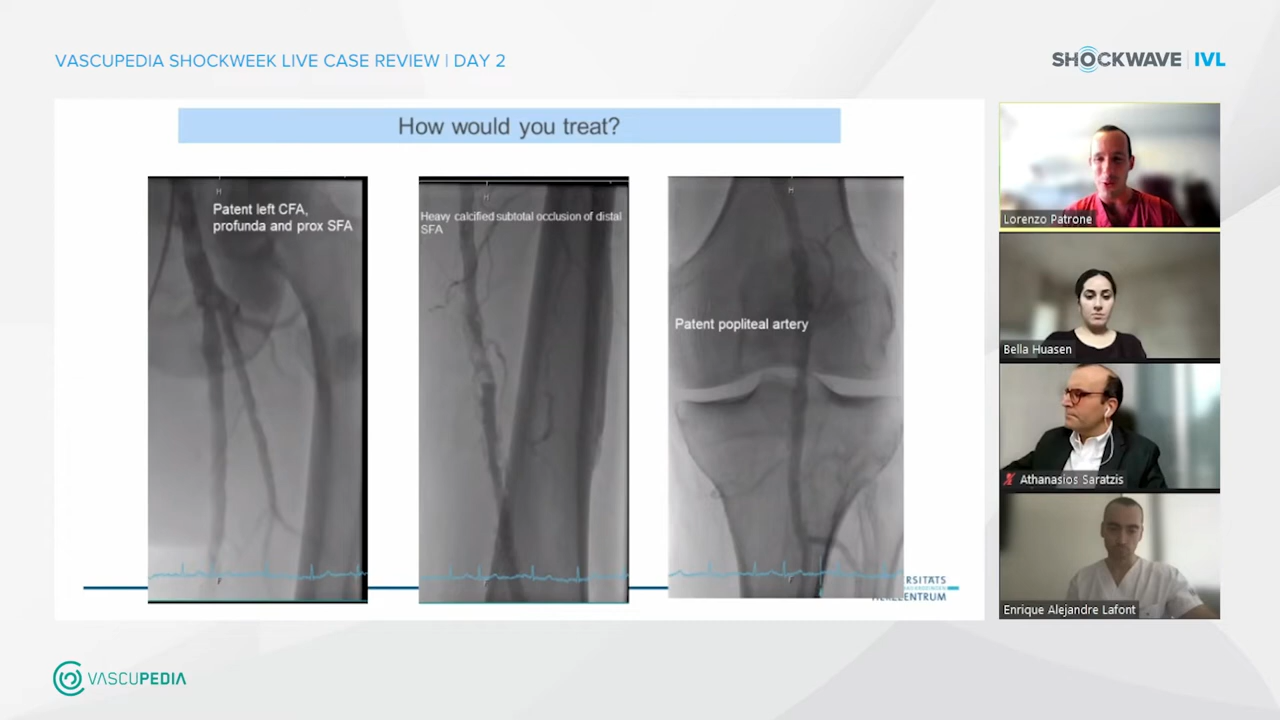 VASCUPEDIA SHOCKWEEK LIVE CASE REVIEW | DAY 2
SHOCKWAVE | IVL
How would you treat?
H
Patent left CFA,
profunda and prox SFA
H
Heavy calcified subtotal occlusion of distal
SFA
H
Patent popliteal artery
F
F
ERSITÄTS
ZENTRUM
Lorenzo Patrone
Bella Huasen
Athanasios Saratzis
Enrique Alejandre Lafont
VASCUPEDIA